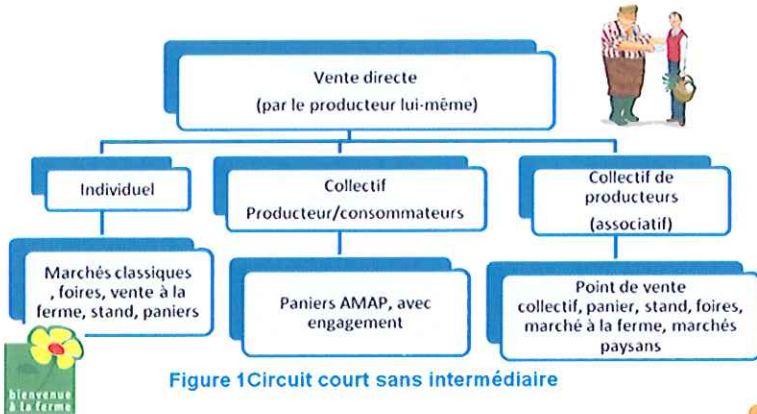 Vente directe
(par le producteur lui-même)
Individuel
Collectif
Producteur/consommateurs
Collectif de
producteurs
(associatif)
Marchés classiques
, foires, vente à la
ferme, stand, paniers
Paniers AMAP, avec
engagement
Point de vente
collectif, panier, stand, foires,
marché à la ferme, marchés
paysans
bienvenue
à la ferme
Figure 1Circuit court sans intermédiaire